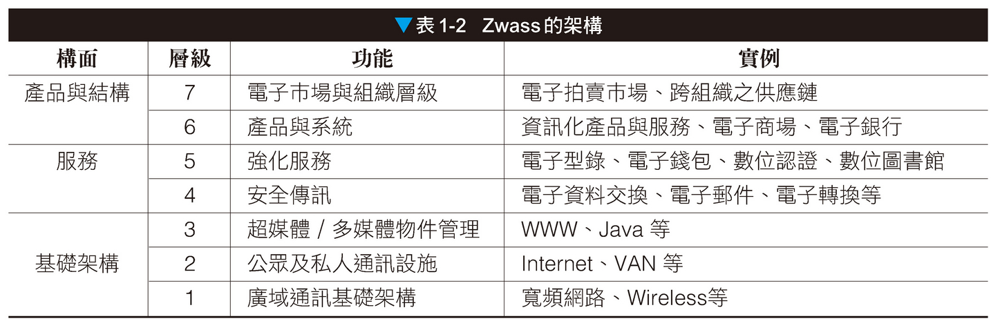 ▼表1-2 Zwass的架構
構面 層級 功能 實例
產品與結構 7 電子市場與組織層級 電子拍賣市場、跨組織之供應鏈
6 產品與系統 資訊化產品與服務、電子商場、電子銀行
服務 5 強化服務 電子型錄、電子錢包、數位認證、數位圖書館
4 安全傳訊 電子資料交換、電子郵件、電子轉換等
3 超媒體 / 多媒體物件管理 WWW、Java 等
基礎架構 2 公眾及私人通訊設施 Internet、VAN 等
1 廣域通訊基礎架構 寬頻網路、Wireless等